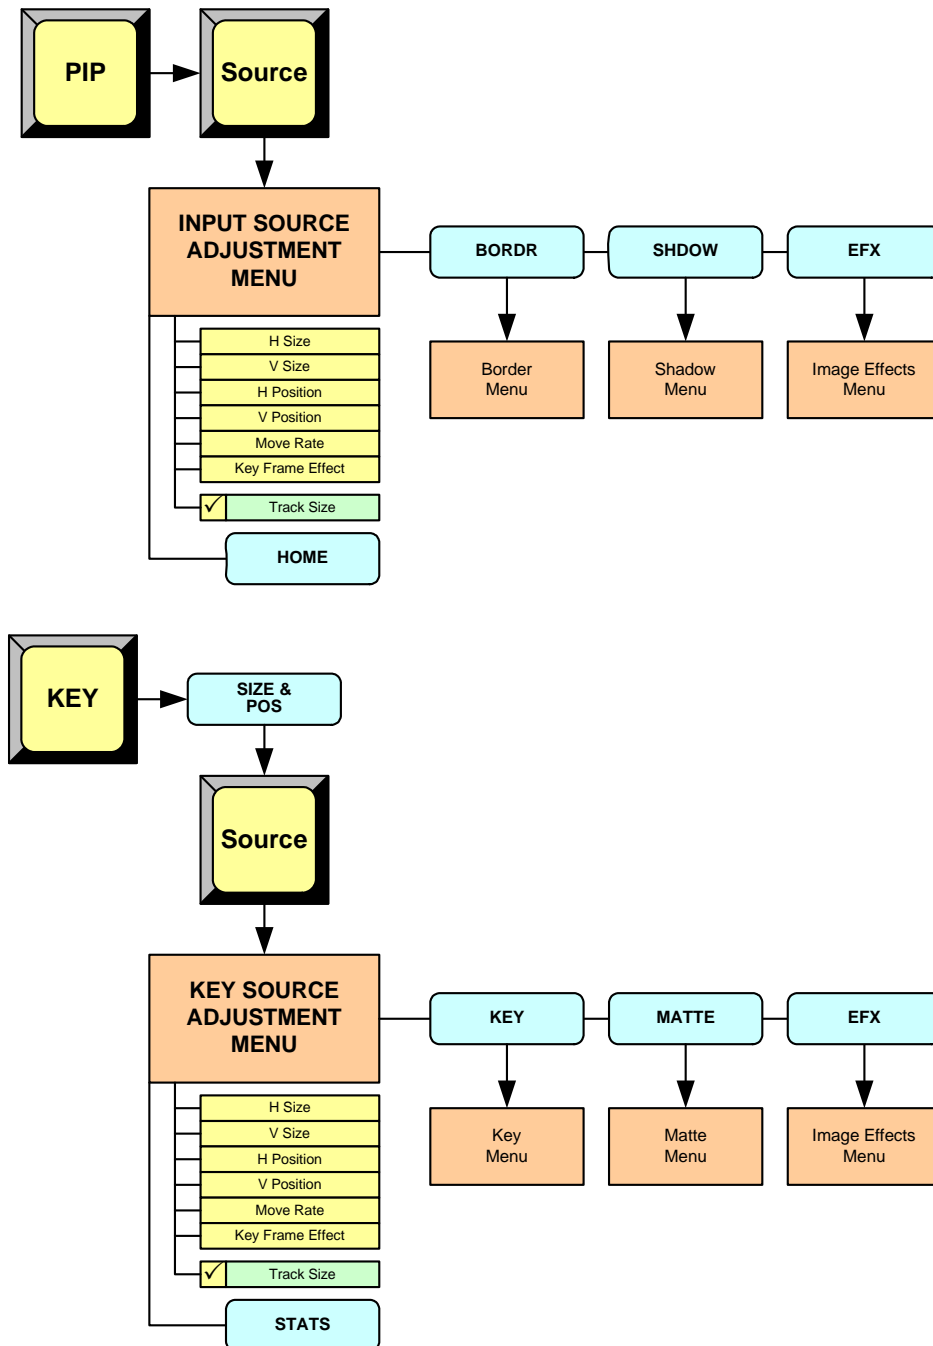 PIP
Source
INPUT SOURCE
ADJUSTMENT
MENU
BORDR
SHDOW
EFX
H Size
V Size
H Position
V Position
Move Rate
Key Frame Effect
Track Size
HOME
Border
Menu
Shadow
Menu
Image Effects
Menu
KEY
SIZE &
POS
Source
KEY SOURCE
ADJUSTMENT
MENU
KEY
MATTE
EFX
H Size
V Size
H Position
V Position
Move Rate
Key Frame Effect
Track Size
STATS
Key
Menu
Matte
Menu
Image Effects
Menu